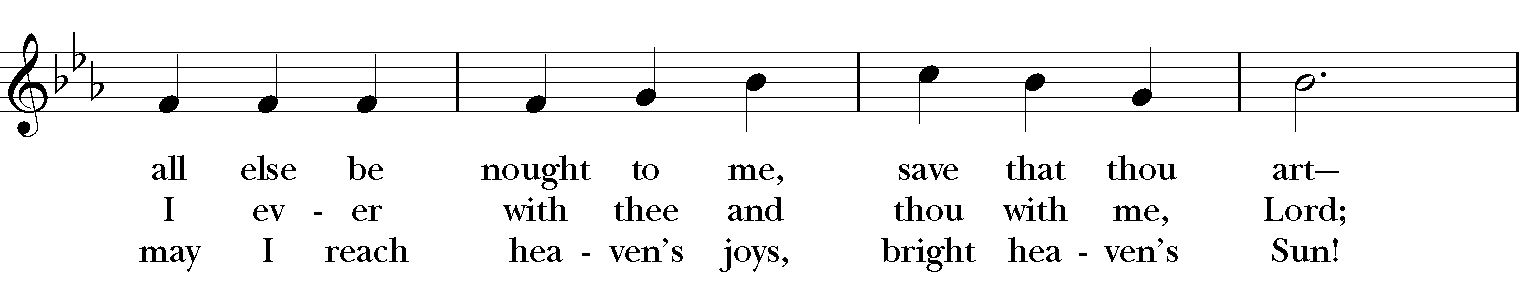 all else be nought to me, save that thou art—
I ev - er with thee and thou with me, Lord;
may I reach hea - ven's joys, bright hea - ven's Sun!